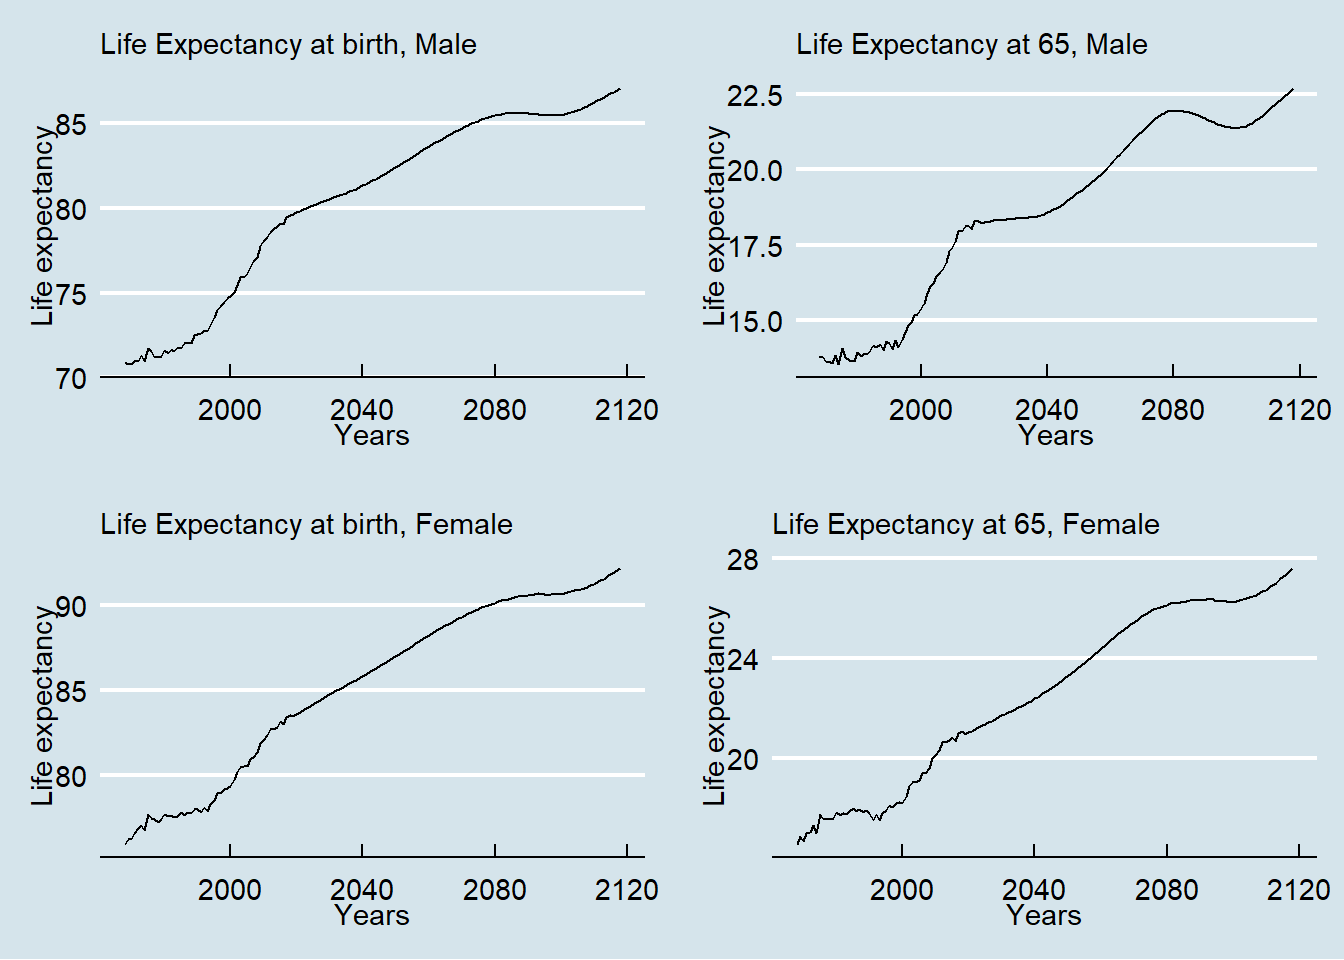 Life Expectancy at birth, Male
Life expectancy
85
80
75
70
2000 2040 2080 2120
Years
Life Expectancy at 65, Male
Life expectancy
22.5
20.0
17.5
15.0
2000 2040 2080 2120
Years
Life Expectancy at birth, Female
Life expectancy
90
85
80
2000 2040 2080 2120
Years
Life Expectancy at 65, Female
Life expectancy
28
24
20
2000 2040 2080 2120
Years